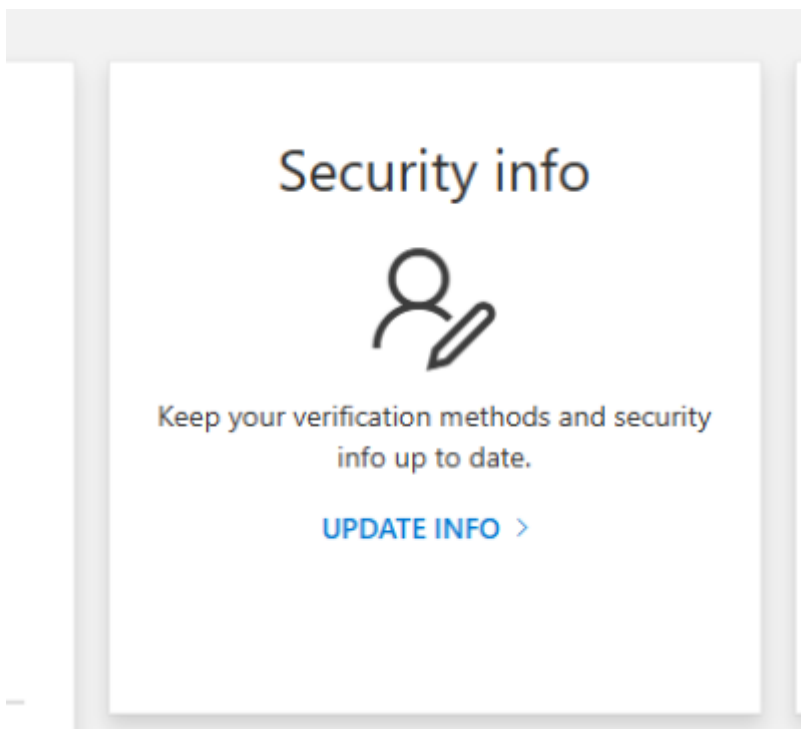 Security info
Keep your verification methods and security
info up to date.
UPDATE INFO >